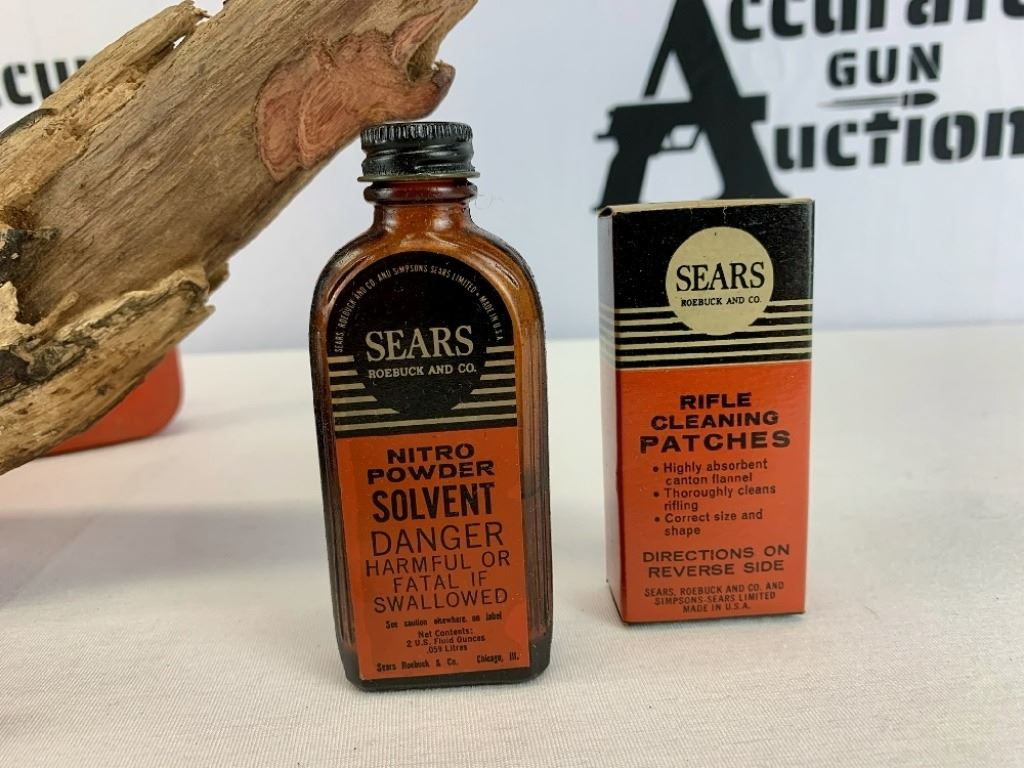 Accurate
GUN
Auction
SEARS, ROEBUCK AND CO. AND SIMPSONS-SEARS LIMITED • MADE IN U.S.A.
SEARS
ROEBUCK AND CO.
NITRO
POWDER
SOLVENT
DANGER
HARMFUL OR
FATAL IF
SWALLOWED
See caution elsewhere on label
Net Contents:
2 U.S. Fluid Ounces
.059 Litres
Sears Roebuck & Co. Chicago, Ill.
SEARS
ROEBUCK AND CO.
RIFLE
CLEANING
PATCHES
• Highly absorbent
canton flannel
• Thoroughly cleans
rifling
• Correct size and
shape
DIRECTIONS ON
REVERSE SIDE
SEARS, ROEBUCK AND CO. AND
SIMPSONS-SEARS LIMITED
MADE IN U.S.A.